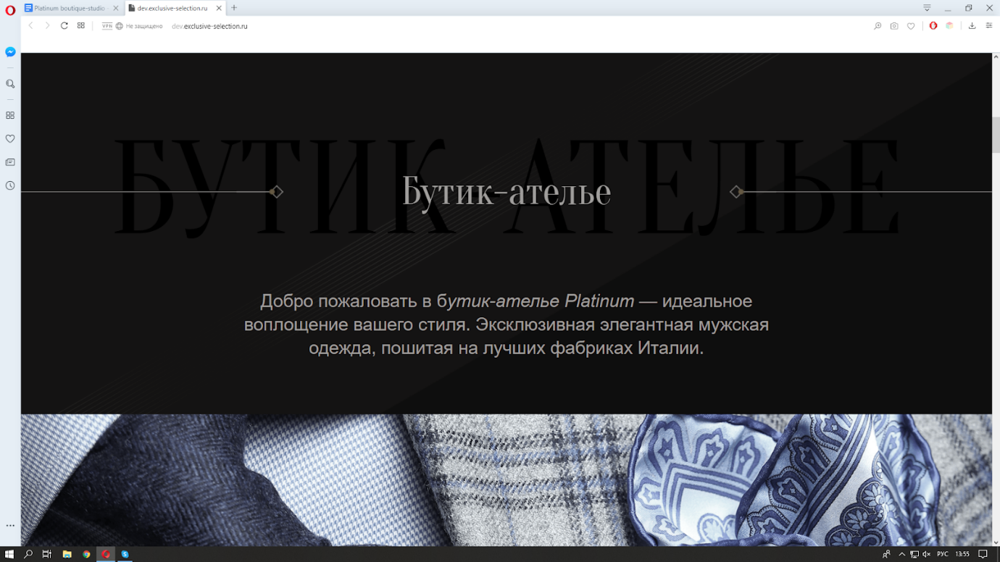 Platinum boutique-studio
dev.exclusive-selection.ru
VPN
Не защищено
dev.exclusive-selection.ru
БУТИК-АТЕЛЬЕ
Бутик-ателье
Добро пожаловать в бутик-ателье Platinum — идеальное
воплощение вашего стиля. Эксклюзивная элегантная мужская
одежда, пошитая на лучших фабриках Италии.
РУС
13:55